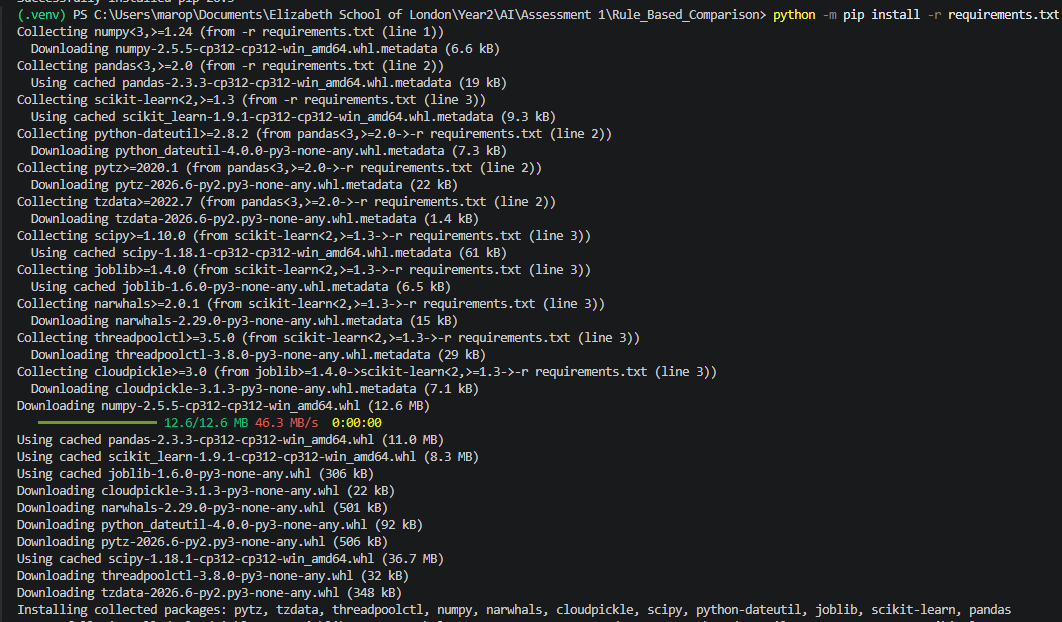 (.venv) PS C:\Users\marop\Documents\Elizabeth School of London\Year2\AI\Assessment 1\Rule_Based_Comparison> python -m pip install -r requirements.txt
Collecting numpy<3,>=1.24 (from -r requirements.txt (line 1))
  Downloading numpy-2.5.5-cp312-cp312-win_amd64.whl.metadata (6.6 kB)
Collecting pandas<3,>=2.0 (from -r requirements.txt (line 2))
  Using cached pandas-2.3.3-cp312-cp312-win_amd64.whl.metadata (19 kB)
Collecting scikit-learn<2,>=1.3 (from -r requirements.txt (line 3))
  Using cached scikit_learn-1.9.1-cp312-cp312-win_amd64.whl.metadata (9.3 kB)
Collecting python-dateutil>=2.8.2 (from pandas<3,>=2.0->-r requirements.txt (line 2))
  Downloading python_dateutil-4.0.0-py3-none-any.whl.metadata (7.3 kB)
Collecting pytz>=2020.1 (from pandas<3,>=2.0->-r requirements.txt (line 2))
  Downloading pytz-2026.6-py2.py3-none-any.whl.metadata (22 kB)
Collecting tzdata>=2022.7 (from pandas<3,>=2.0->-r requirements.txt (line 2))
  Downloading tzdata-2026.6-py2.py3-none-any.whl.metadata (1.4 kB)
Collecting scipy>=1.10.0 (from scikit-learn<2,>=1.3->-r requirements.txt (line 3))
  Using cached scipy-1.18.1-cp312-cp312-win_amd64.whl.metadata (61 kB)
Collecting joblib>=1.4.0 (from scikit-learn<2,>=1.3->-r requirements.txt (line 3))
  Using cached joblib-1.6.0-py3-none-any.whl.metadata (6.5 kB)
Collecting narwhals>=2.0.1 (from scikit-learn<2,>=1.3->-r requirements.txt (line 3))
  Downloading narwhals-2.29.0-py3-none-any.whl.metadata (15 kB)
Collecting threadpoolctl>=3.5.0 (from scikit-learn<2,>=1.3->-r requirements.txt (line 3))
  Downloading threadpoolctl-3.8.0-py3-none-any.whl.metadata (29 kB)
Collecting cloudpickle>=3.0 (from joblib>=1.4.0->scikit-learn<2,>=1.3->-r requirements.txt (line 3))
  Downloading cloudpickle-3.1.3-py3-none-any.whl.metadata (7.1 kB)
Downloading numpy-2.5.5-cp312-cp312-win_amd64.whl (12.6 MB)
12.6/12.6 MB 46.3 MB/s  0:00:00
Using cached pandas-2.3.3-cp312-cp312-win_amd64.whl (11.0 MB)
Using cached scikit_learn-1.9.1-cp312-cp312-win_amd64.whl (8.3 MB)
Using cached joblib-1.6.0-py3-none-any.whl (306 kB)
Downloading cloudpickle-3.1.3-py3-none-any.whl (22 kB)
Downloading narwhals-2.29.0-py3-none-any.whl (501 kB)
Downloading python_dateutil-4.0.0-py3-none-any.whl (92 kB)
Downloading pytz-2026.6-py2.py3-none-any.whl (506 kB)
Using cached scipy-1.18.1-cp312-cp312-win_amd64.whl (36.7 MB)
Downloading threadpoolctl-3.8.0-py3-none-any.whl (32 kB)
Downloading tzdata-2026.6-py2.py3-none-any.whl (348 kB)
Installing collected packages: pytz, tzdata, threadpoolctl, numpy, narwhals, cloudpickle, scipy, python-dateutil, joblib, scikit-learn, pandas